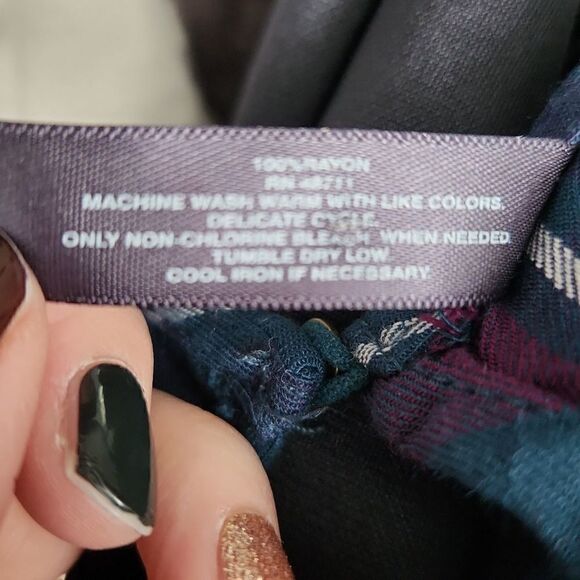 100% RAYON
RN 48771
MACHINE WASH WARM WITH LIKE COLORS.
DELICATE CYCLE.
ONLY NON-CHLORINE BLEACH, WHEN NEEDED
TUMBLE DRY LOW.
COOL IRON IF NECESSARY